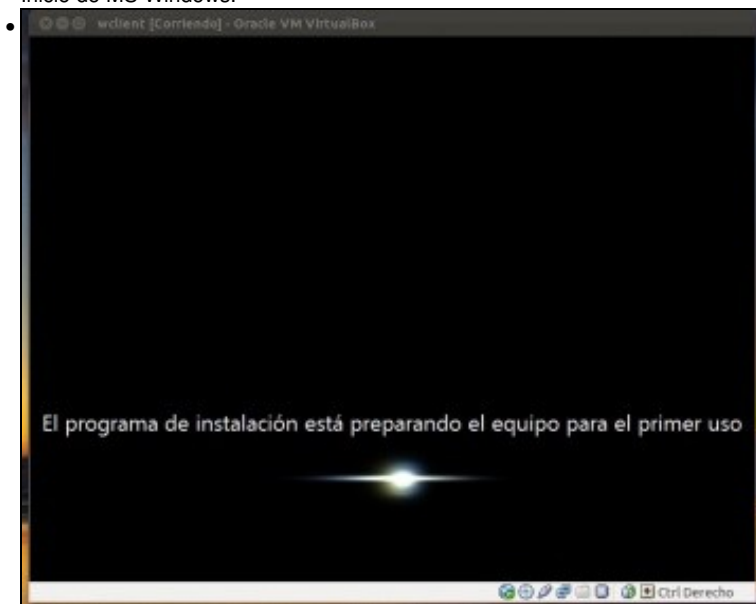 Inicio de MS Windows.
wclient [Corriendo] - Oracle VM VirtualBox
El programa de instalación está preparando el equipo para el primer uso
Ctrl Derecho